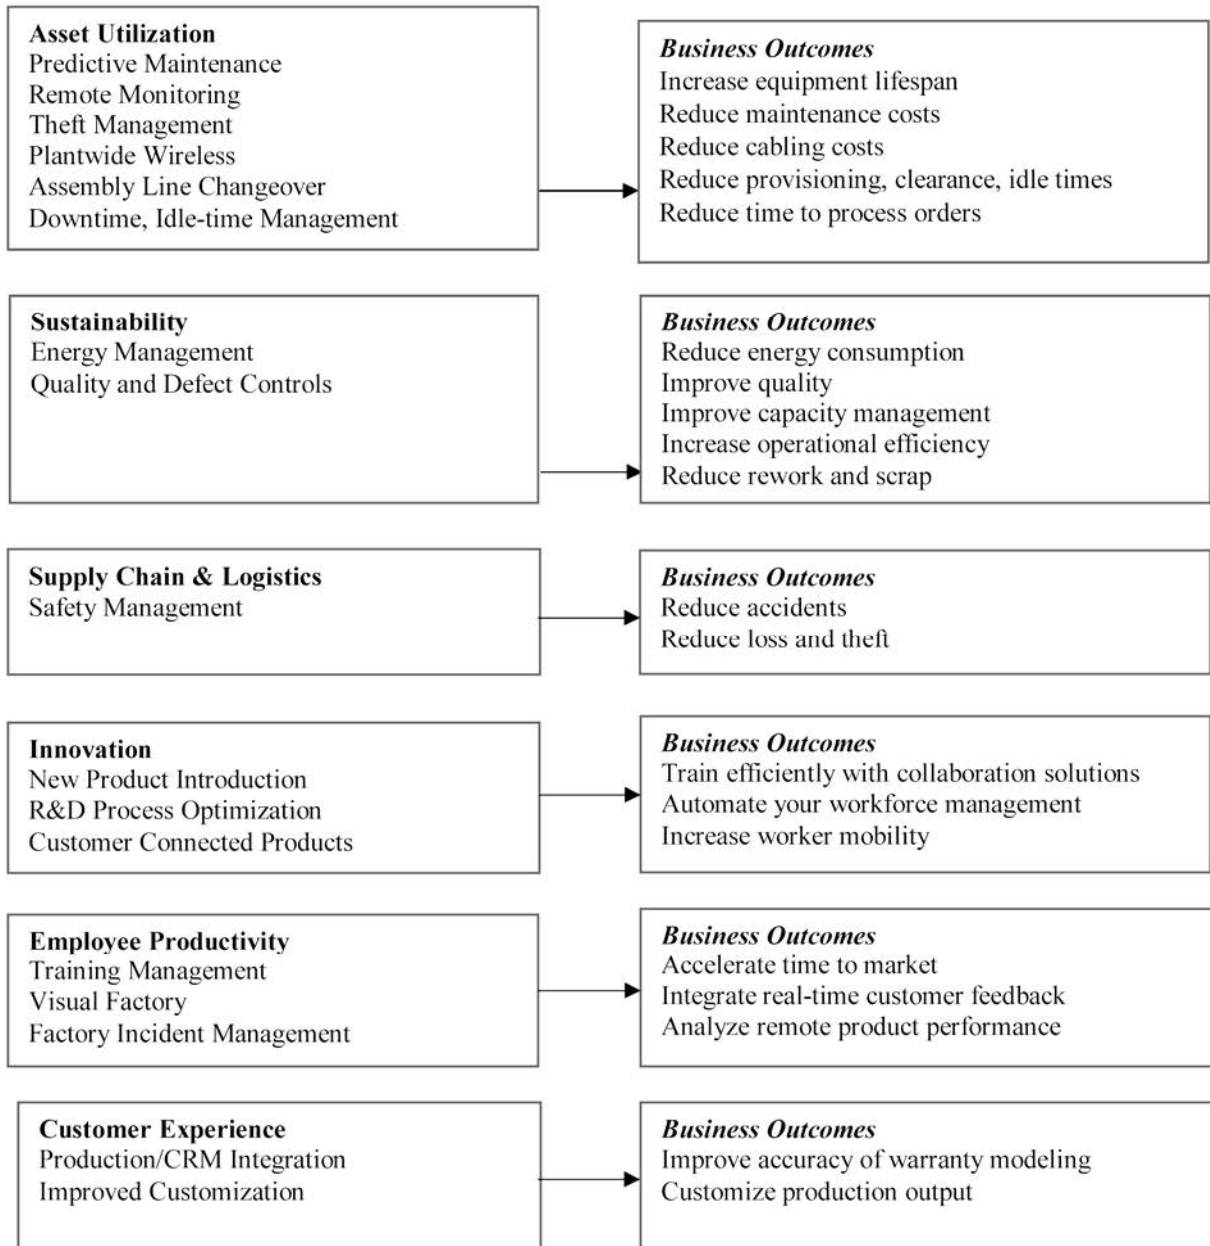 Asset Utilization
Predictive Maintenance
Remote Monitoring
Theft Management
Plantwide Wireless
Assembly Line Changeover
Downtime, Idle-time Management
Business Outcomes
Increase equipment lifespan
Reduce maintenance costs
Reduce cabling costs
Reduce provisioning, clearance, idle times
Reduce time to process orders
Sustainability
Energy Management
Quality and Defect Controls
Business Outcomes
Reduce energy consumption
Improve quality
Improve capacity management
Increase operational efficiency
Reduce rework and scrap
Supply Chain & Logistics
Safety Management
Business Outcomes
Reduce accidents
Reduce loss and theft
Innovation
New Product Introduction
R&D Process Optimization
Customer Connected Products
Business Outcomes
Train efficiently with collaboration solutions
Automate your workforce management
Increase worker mobility
Employee Productivity
Training Management
Visual Factory
Factory Incident Management
Business Outcomes
Accelerate time to market
Integrate real-time customer feedback
Analyze remote product performance
Customer Experience
Production/CRM Integration
Improved Customization
Business Outcomes
Improve accuracy of warranty modeling
Customize production output